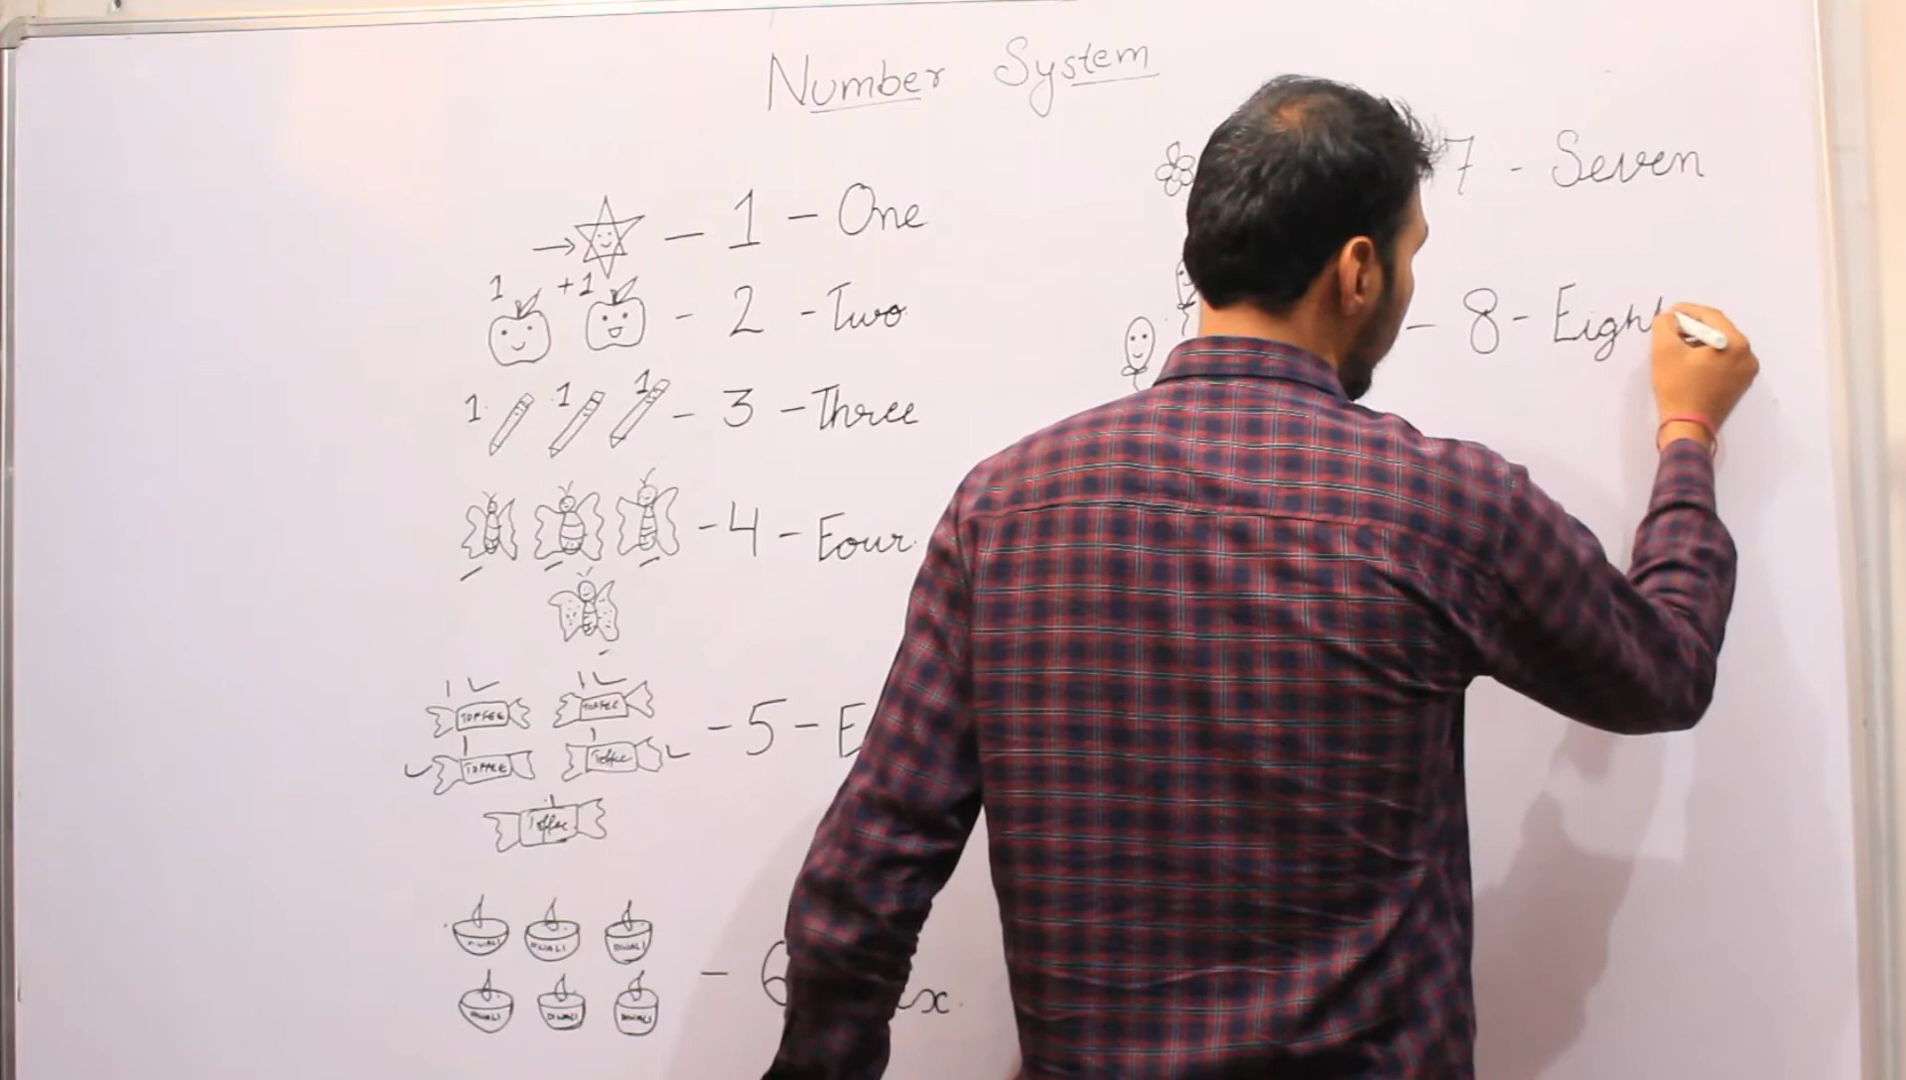 Number System
→ - 1 - One
1 +1 - 2 - Two
1 1 1 - 3 - Three
- 4 - Four
TOFFEE TOFFEE - 5 -
TOFFEE Toffee
Toffee
DIWALI DIWALI DIWALI
DIWALI DIWALI DIWALI - 6
7 - Seven
- 8 - Eight